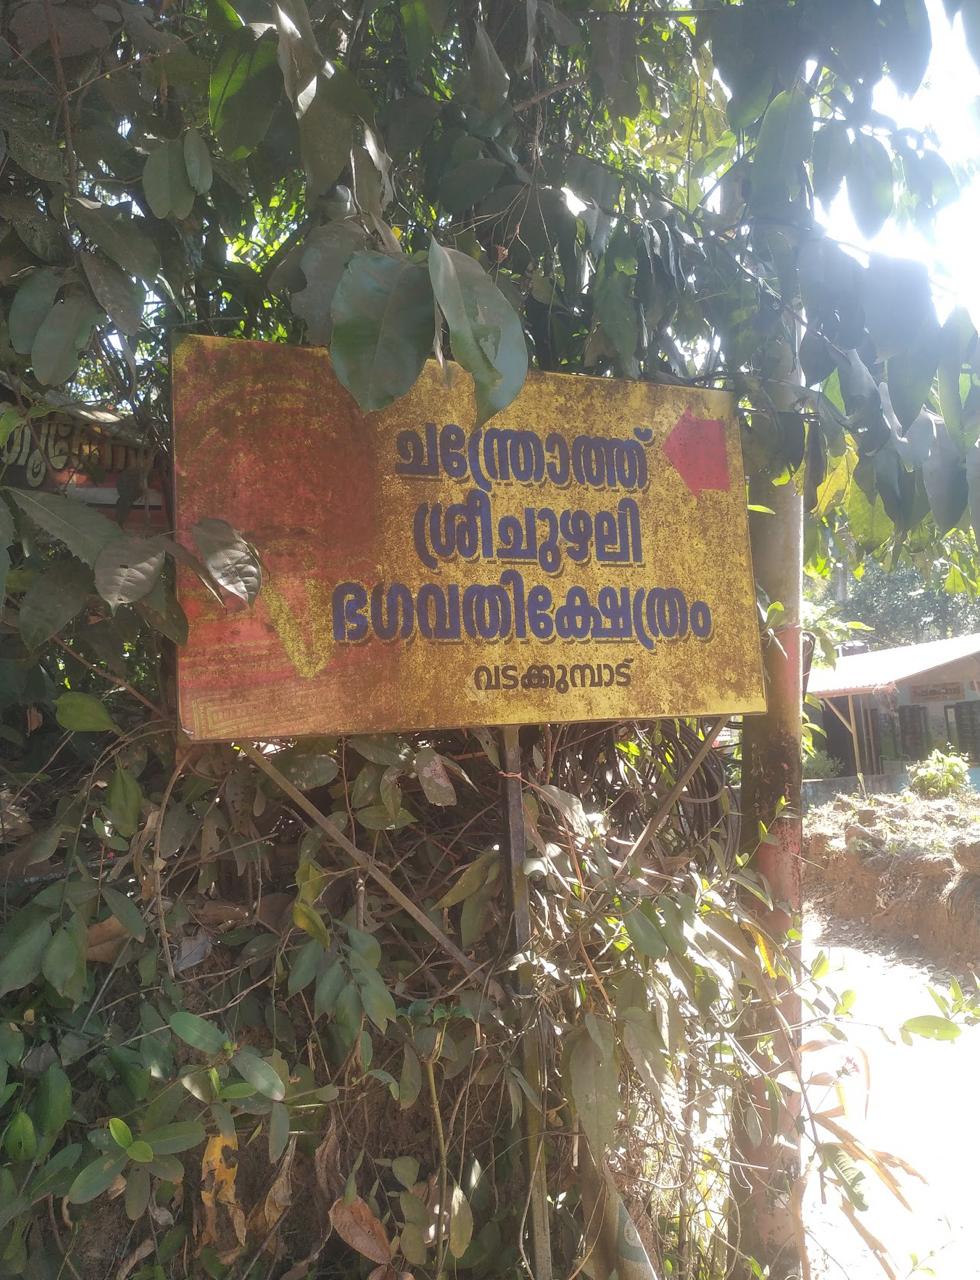 ചന്ത്രോത്ത്
ശ്രീചുഴലി
ഭഗവതിക്ഷേത്രം
വടക്കുമ്പാട്